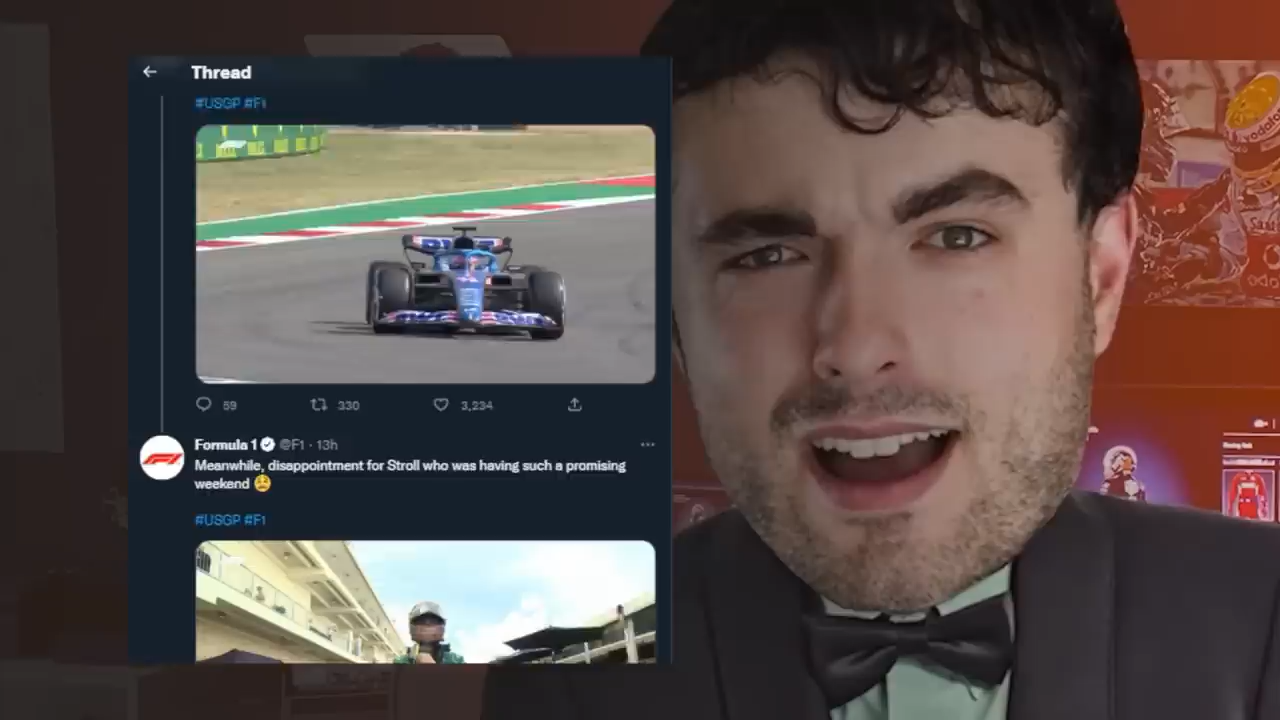 Thread
#USGP #F1
59 330 3,234
Formula 1 @F1 · 13h
Meanwhile, disappointment for Stroll who was having such a promising
weekend 😩
#USGP #F1